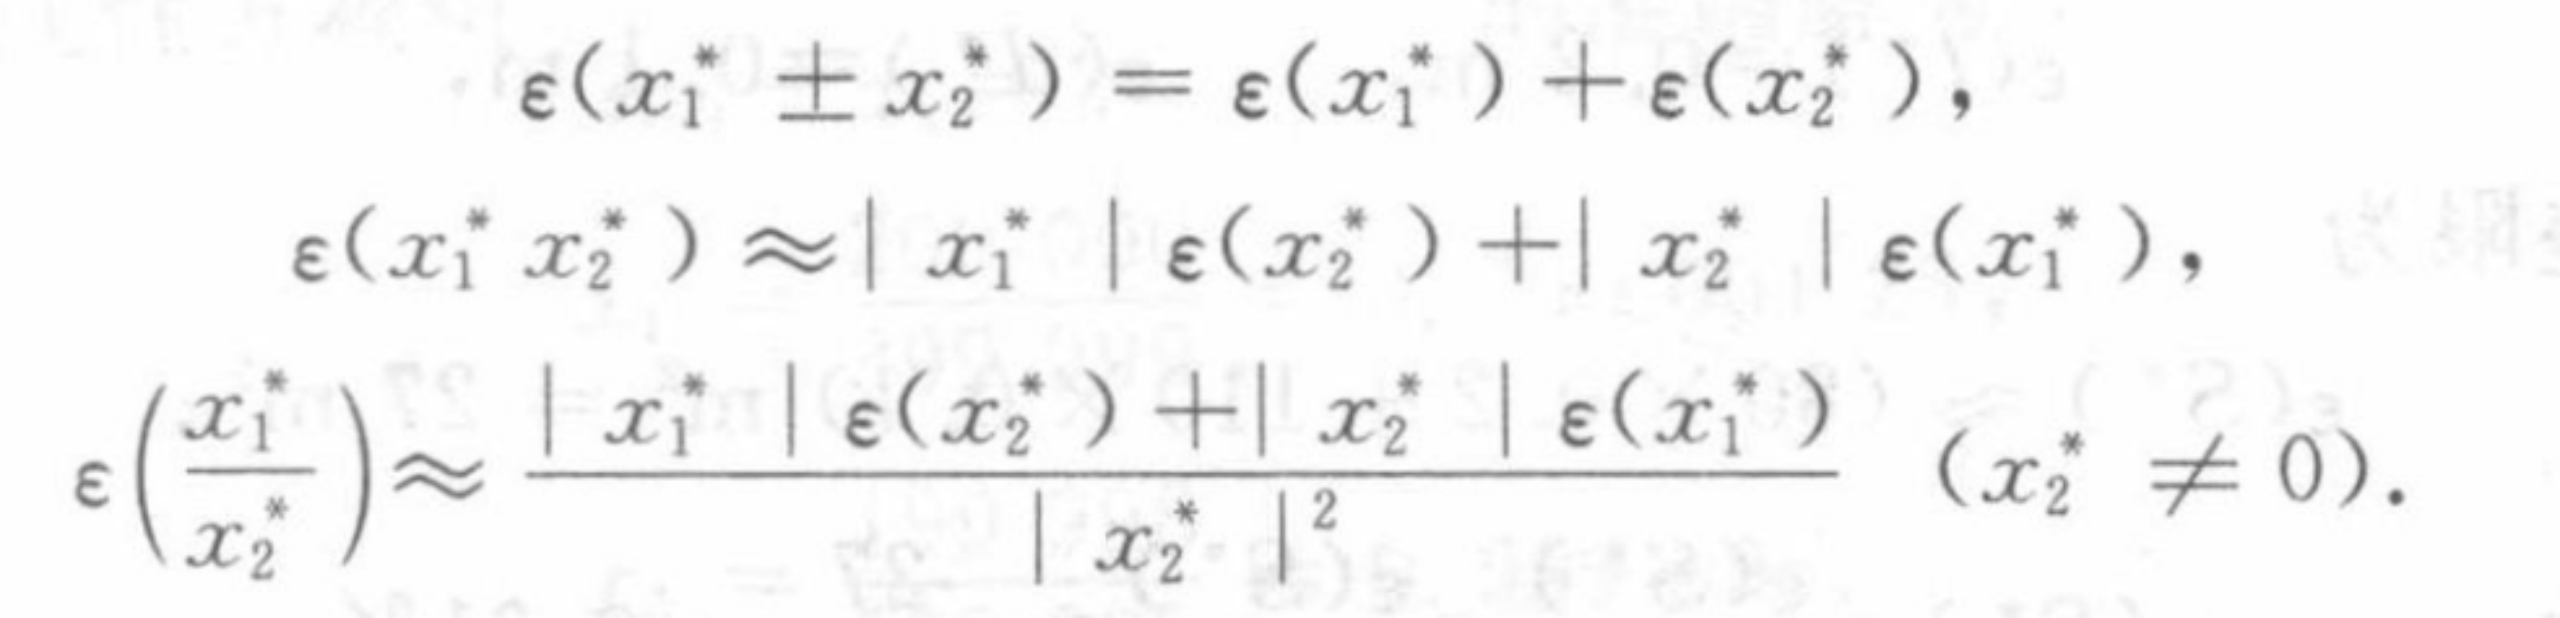 ε(x₁* ± x₂*) = ε(x₁*) + ε(x₂*),
ε(x₁* x₂*) ≈ | x₁* | ε(x₂*) + | x₂* | ε(x₁*),
ε(x₁*/x₂*) ≈ (| x₁* | ε(x₂*) + | x₂* | ε(x₁*)) / | x₂* |² (x₂* ≠ 0).